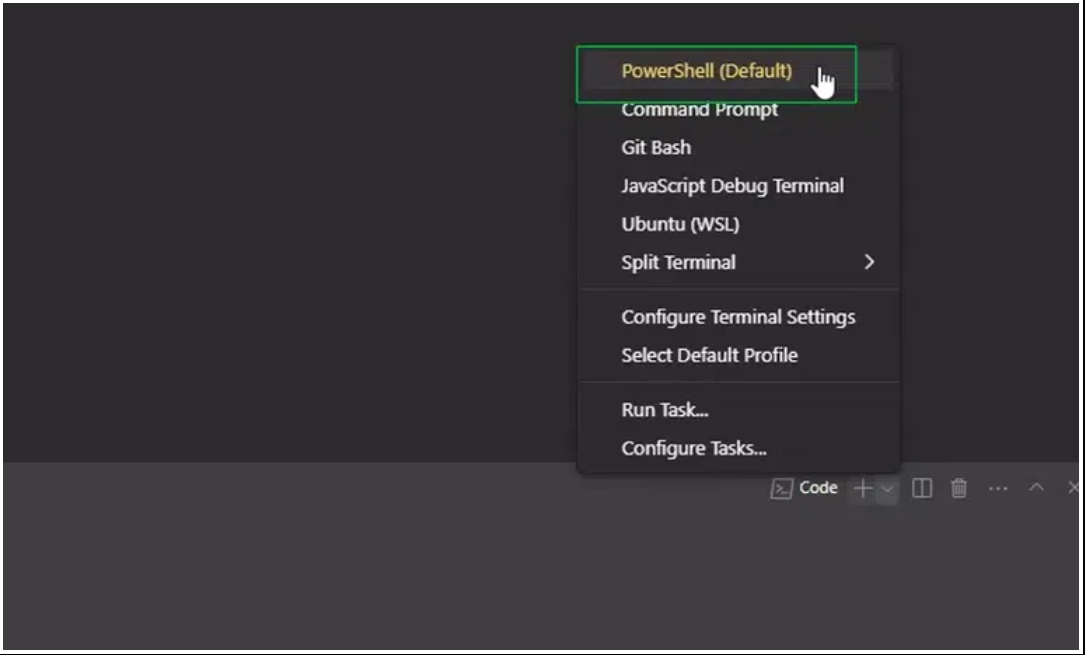 PowerShell (Default)
Command Prompt
Git Bash
JavaScript Debug Terminal
Ubuntu (WSL)
Split Terminal
Configure Terminal Settings
Select Default Profile
Run Task...
Configure Tasks...
Code